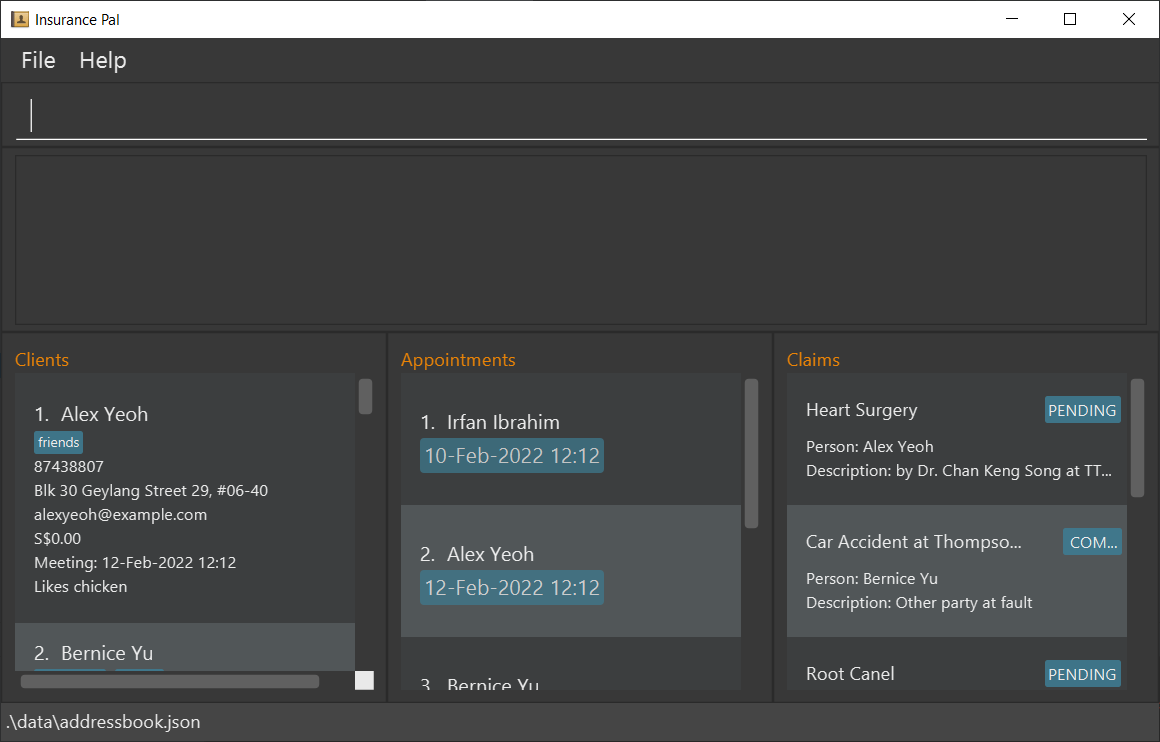 Insurance Pal
File Help
Clients
1. Alex Yeoh
friends
87438807
Blk 30 Geylang Street 29, #06-40
alexyeoh@example.com
S$0.00
Meeting: 12-Feb-2022 12:12
Likes chicken
2. Bernice Yu
Appointments
1. Irfan Ibrahim
10-Feb-2022 12:12
2. Alex Yeoh
12-Feb-2022 12:12
3. Bernice Yu
Claims
Heart Surgery PENDING
Person: Alex Yeoh
Description: by Dr. Chan Keng Song at TT...
Car Accident at Thompso... COM...
Person: Bernice Yu
Description: Other party at fault
Root Canel PENDING
.\data\addressbook.json